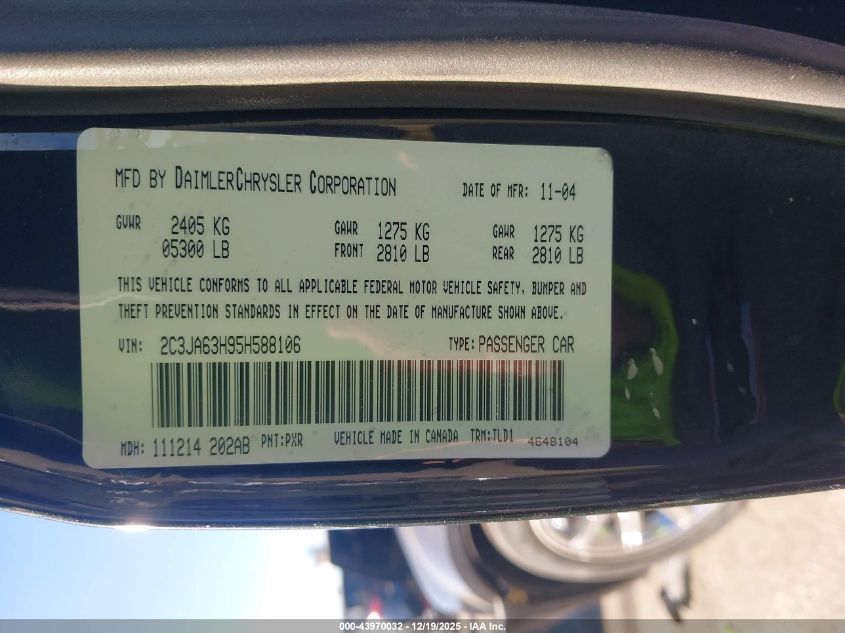 MFD BY DAIMLERCHRYSLER CORPORATION DATE OF MFR: 11-04
GVWR 2405 KG GAWR 1275 KG GAWR 1275 KG
05300 LB FRONT 2810 LB REAR 2810 LB
THIS VEHICLE CONFORMS TO ALL APPLICABLE FEDERAL MOTOR VEHICLE SAFETY, BUMPER AND
THEFT PREVENTION STANDARDS IN EFFECT ON THE DATE OF MANUFACTURE SHOWN ABOVE.
VIN: 2C3JA63H95H588106 TYPE: PASSENGER CAR
MDH: 111214 202AB PNT:PXR VEHICLE MADE IN CANADA TRM:TLD1 4648104
000-43970032 - 12/19/2025 - IAA Inc.